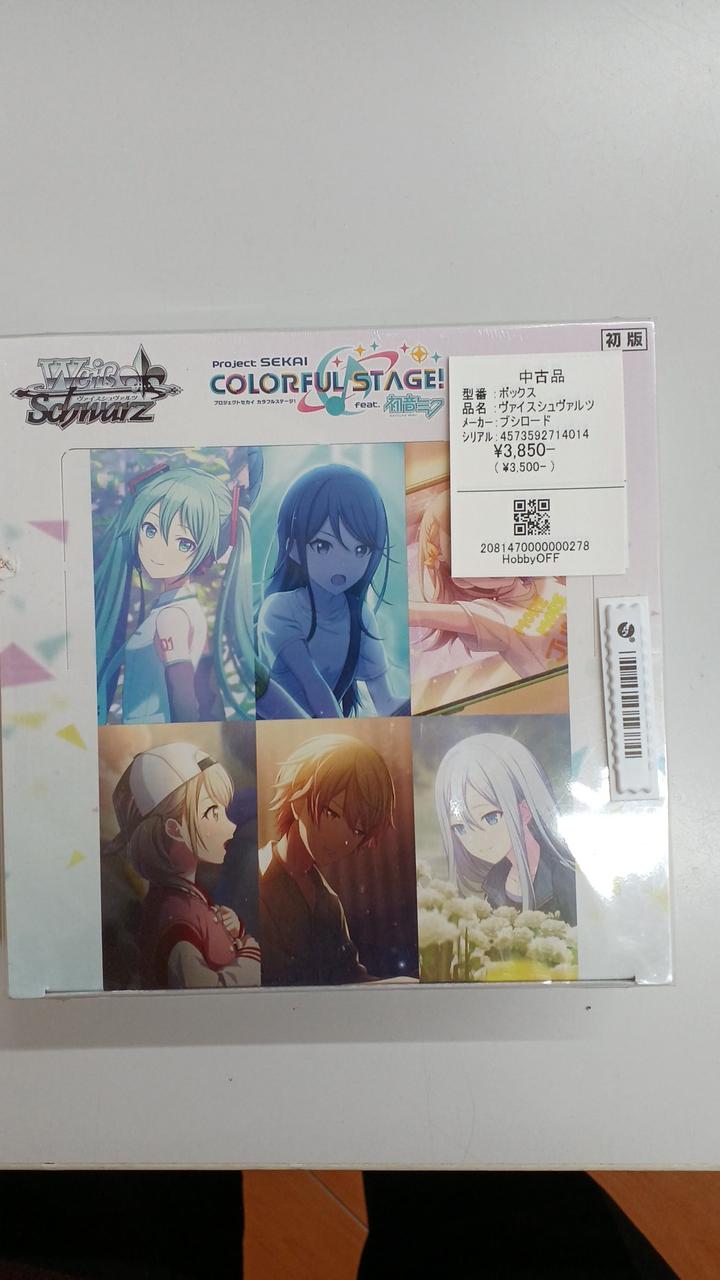 初版
Weiß Schwarz
ヴァイスシュヴァルツ
Project SEKAI
COLORFUL STAGE!
プロジェクトセカイ カラフルステージ!
feat. 初音ミク
HATSUNE MIKU
中古品
型番:ボックス
品名:ヴァイスシュヴァルツ
メーカー:ブシロード
シリアル:4573592714014
¥3,850-
(¥3,500-)
2081470000000278
HobbyOFF
01